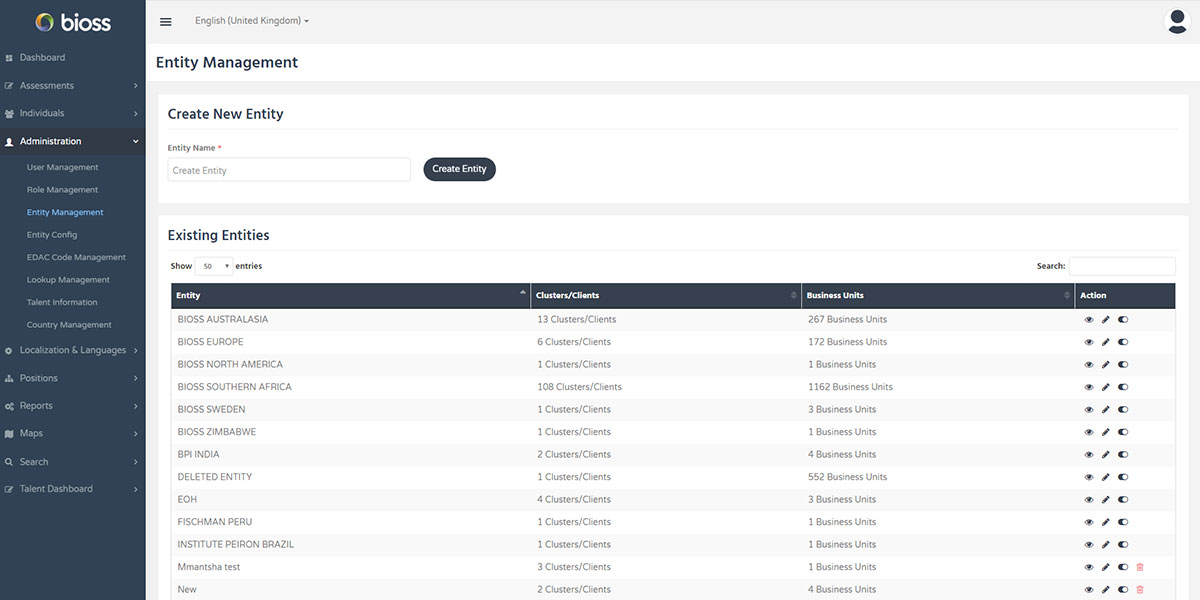 bioss
English (United Kingdom)
Dashboard
Assessments
Individuals
Administration
User Management
Role Management
Entity Management
Entity Config
EDAC Code Management
Lookup Management
Talent Information
Country Management
Localization & Languages
Positions
Reports
Maps
Search
Talent Dashboard
Entity Management
Create New Entity
Entity Name *
Create Entity Create Entity
Existing Entities
Show 50 entries Search:
Entity Clusters/Clients Business Units Action
BIOSS AUSTRALASIA 13 Clusters/Clients 267 Business Units
BIOSS EUROPE 6 Clusters/Clients 172 Business Units
BIOSS NORTH AMERICA 1 Clusters/Clients 1 Business Units
BIOSS SOUTHERN AFRICA 108 Clusters/Clients 1162 Business Units
BIOSS SWEDEN 1 Clusters/Clients 3 Business Units
BIOSS ZIMBABWE 1 Clusters/Clients 1 Business Units
BPI INDIA 2 Clusters/Clients 4 Business Units
DELETED ENTITY 1 Clusters/Clients 552 Business Units
EOH 4 Clusters/Clients 3 Business Units
FISCHMAN PERU 1 Clusters/Clients 1 Business Units
INSTITUTE PEIRON BRAZIL 1 Clusters/Clients 1 Business Units
Mmantsha test 3 Clusters/Clients 1 Business Units
New 2 Clusters/Clients 4 Business Units